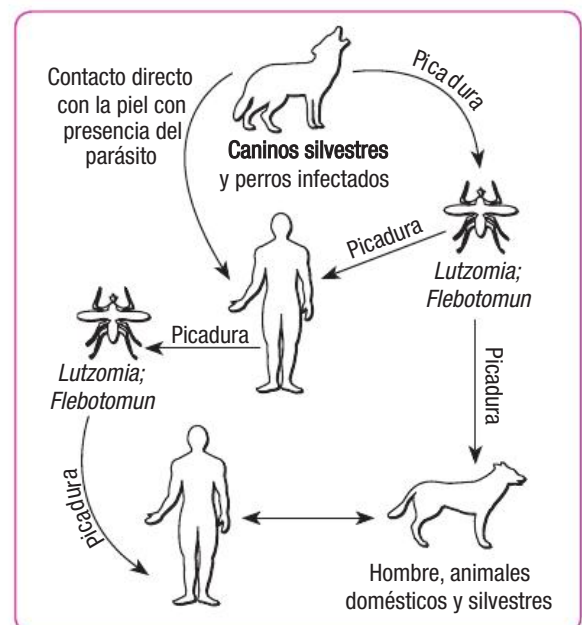 Contacto directo
con la piel con
presencia del
parásito
Picadura
Caninos silvestres
y perros infectados
Picadura
Lutzomia;
Flebotomun
Picadura
Lutzomia;
Flebotomun
Picadura
Picadura
Hombre, animales
domésticos y silvestres